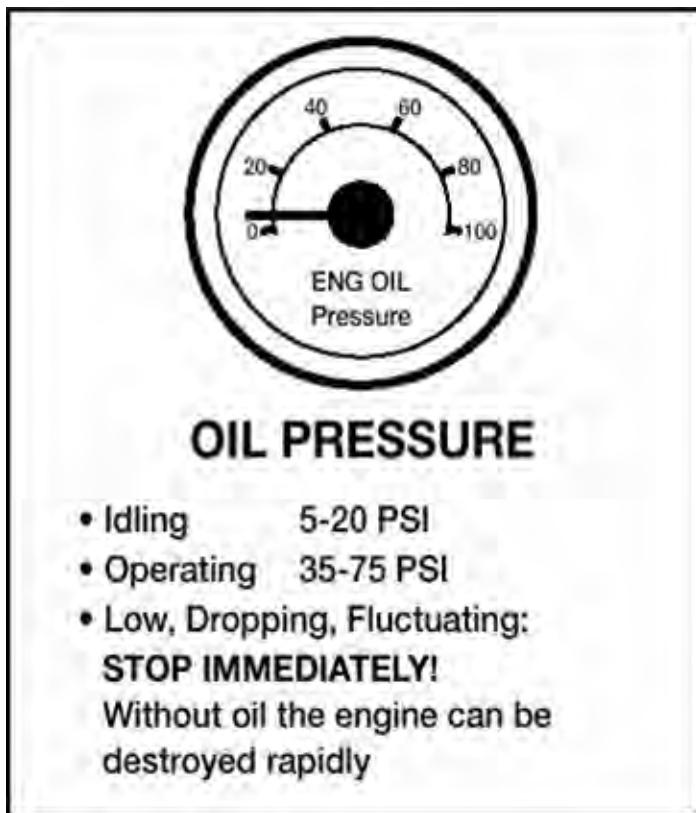 40 60
20 80
0 100
ENG OIL
Pressure
OIL PRESSURE
• Idling 5-20 PSI
• Operating 35-75 PSI
• Low, Dropping, Fluctuating:
STOP IMMEDIATELY!
Without oil the engine can be
destroyed rapidly